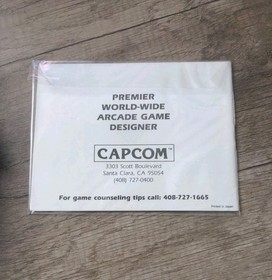 PREMIER
WORLD-WIDE
ARCADE GAME
DESIGNER
CAPCOM™
3303 Scott Boulevard
Santa Clara, CA 95054
(408) 727-0400
For game counseling tips call: 408-727-1665